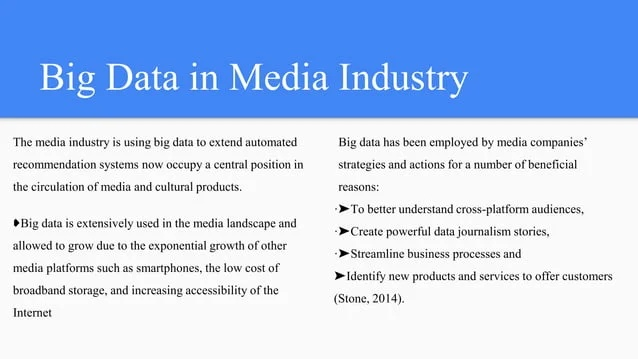 Big Data in Media Industry
The media industry is using big data to extend automated
recommendation systems now occupy a central position in
the circulation of media and cultural products.
➧Big data is extensively used in the media landscape and
allowed to grow due to the exponential growth of other
media platforms such as smartphones, the low cost of
broadband storage, and increasing accessibility of the
Internet
Big data has been employed by media companies’
strategies and actions for a number of beneficial
reasons:
·➤To better understand cross-platform audiences,
·➤Create powerful data journalism stories,
·➤Streamline business processes and
➤Identify new products and services to offer customers
(Stone, 2014).